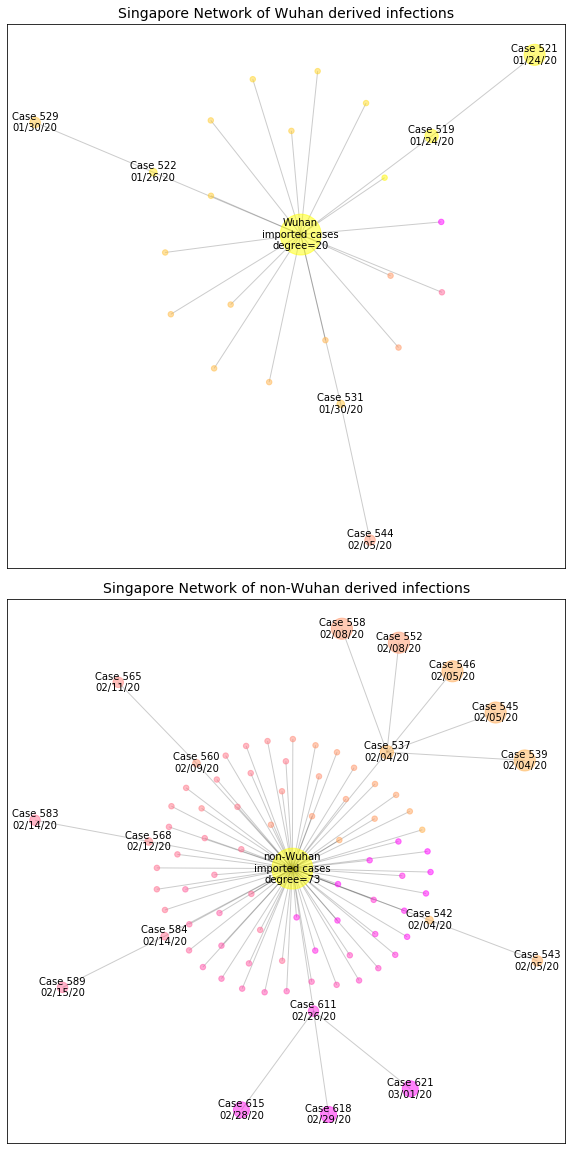 Singapore Network of Wuhan derived infections
Case 521
01/24/20
Case 529
01/30/20
Case 519
01/24/20
Case 522
01/26/20
Wuhan
imported cases
degree=20
Case 531
01/30/20
Case 544
02/05/20
Singapore Network of non-Wuhan derived infections
Case 558
02/08/20
Case 552
02/08/20
Case 546
02/05/20
Case 565
02/11/20
Case 545
02/05/20
Case 537
02/04/20
Case 539
02/04/20
Case 560
02/09/20
Case 583
02/14/20
Case 568
02/12/20
non-Wuhan
imported cases
degree=73
Case 542
02/04/20
Case 584
02/14/20
Case 543
02/05/20
Case 589
02/15/20
Case 611
02/26/20
Case 621
03/01/20
Case 615
02/28/20
Case 618
02/29/20